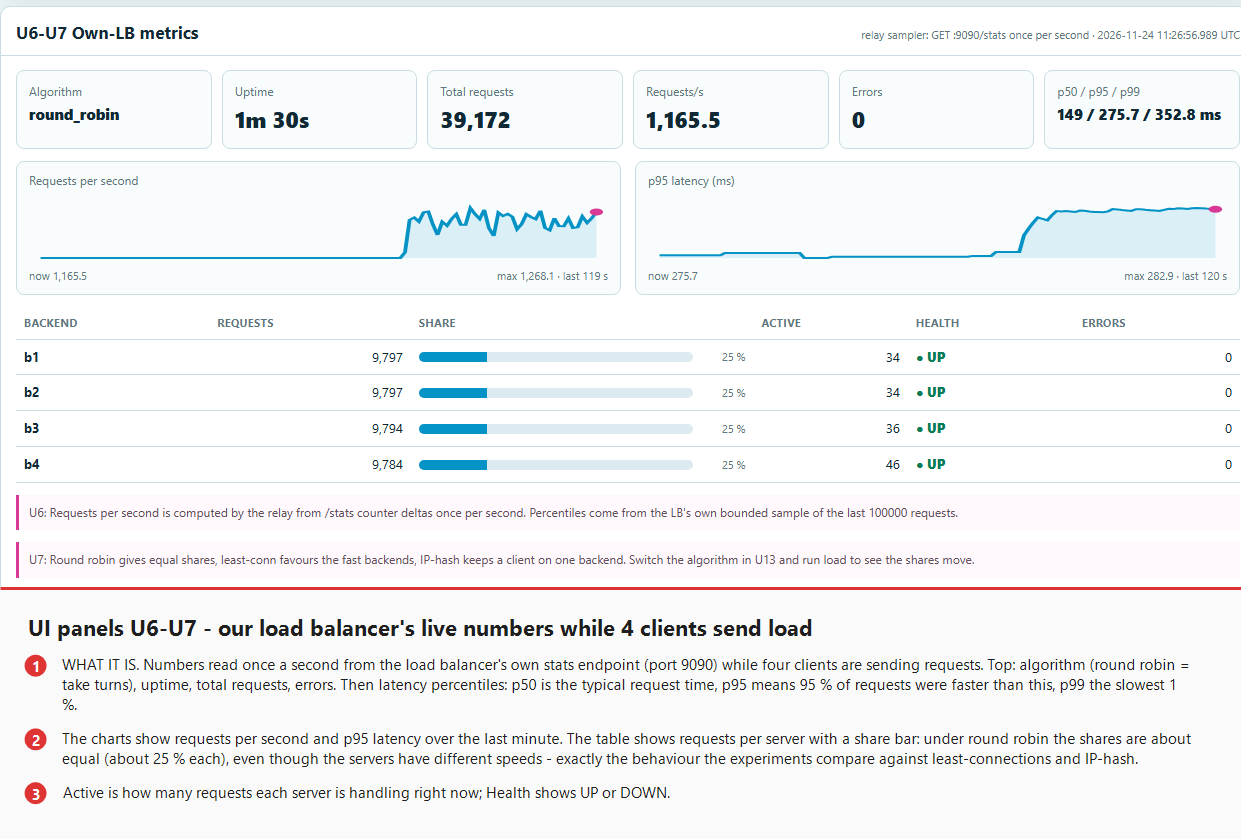 U6-U7 Own-LB metrics
relay sampler: GET :9090/stats once per second · 2026-11-24 11:26:56.989 UTC
Algorithm
round_robin
Uptime
1m 30s
Total requests
39,172
Requests/s
1,165.5
Errors
0
p50 / p95 / p99
149 / 275.7 / 352.8 ms
Requests per second
now 1,165.5
max 1,268.1 · last 119 s
p95 latency (ms)
now 275.7
max 282.9 · last 120 s
BACKEND REQUESTS SHARE ACTIVE HEALTH ERRORS
b1 9,797 25 % 34 ● UP 0
b2 9,797 25 % 34 ● UP 0
b3 9,794 25 % 36 ● UP 0
b4 9,784 25 % 46 ● UP 0
U6: Requests per second is computed by the relay from /stats counter deltas once per second. Percentiles come from the LB's own bounded sample of the last 100000 requests.
U7: Round robin gives equal shares, least-conn favours the fast backends, IP-hash keeps a client on one backend. Switch the algorithm in U13 and run load to see the shares move.
UI panels U6-U7 - our load balancer's live numbers while 4 clients send load
1 WHAT IT IS. Numbers read once a second from the load balancer's own stats endpoint (port 9090) while four clients are sending requests. Top: algorithm (round robin =
take turns), uptime, total requests, errors. Then latency percentiles: p50 is the typical request time, p95 means 95 % of requests were faster than this, p99 the slowest 1
%.
2 The charts show requests per second and p95 latency over the last minute. The table shows requests per server with a share bar: under round robin the shares are about
equal (about 25 % each), even though the servers have different speeds - exactly the behaviour the experiments compare against least-connections and IP-hash.
3 Active is how many requests each server is handling right now; Health shows UP or DOWN.